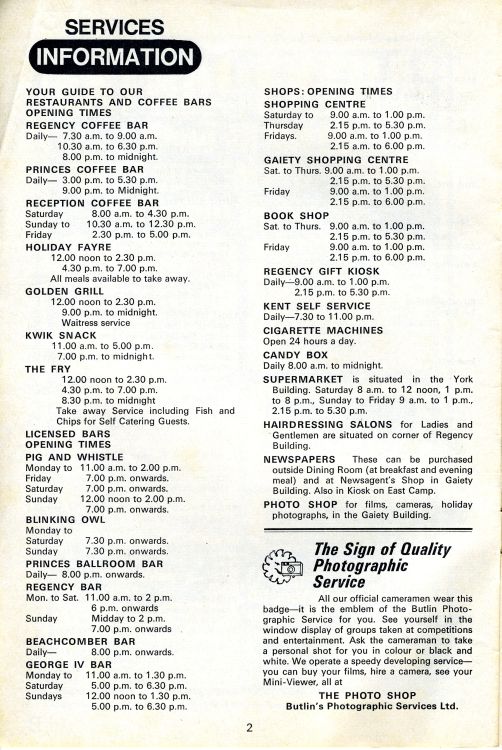 SERVICES
INFORMATION
YOUR GUIDE TO OUR
RESTAURANTS AND COFFEE BARS
OPENING TIMES
REGENCY COFFEE BAR
Daily— 7.30 a.m. to 9.00 a.m.
10.30 a.m. to 6.30 p.m.
8.00 p.m. to midnight.
PRINCES COFFEE BAR
Daily— 3.00 p.m. to 5.30 p.m.
9.00 p.m. to Midnight.
RECEPTION COFFEE BAR
Saturday 8.00 a.m. to 4.30 p.m.
Sunday to 10.30 a.m. to 12.30 p.m.
Friday 2.30 p.m. to 5.00 p.m.
HOLIDAY FAYRE
12.00 noon to 2.30 p.m.
4.30 p.m. to 7.00 p.m.
All meals available to take away.
GOLDEN GRILL
12.00 noon to 2.30 p.m.
9.00 p.m. to midnight.
Waitress service
KWIK SNACK
11.00 a.m. to 5.00 p.m.
7.00 p.m. to midnight.
THE FRY
12.00 noon to 2.30 p.m.
4.30 p.m. to 7.00 p.m.
8.30 p.m. to midnight
Take away Service including Fish and
Chips for Self Catering Guests.
LICENSED BARS
OPENING TIMES
PIG AND WHISTLE
Monday to 11.00 a.m. to 2.00 p.m.
Friday 7.00 p.m. onwards.
Saturday 7.00 p.m. onwards.
Sunday 12.00 noon to 2.00 p.m.
7.00 p.m. onwards.
BLINKING OWL
Monday to
Saturday 7.30 p.m. onwards.
Sunday 7.30 p.m. onwards.
PRINCES BALLROOM BAR
Daily— 8.00 p.m. onwards.
REGENCY BAR
Mon. to Sat. 11.00 a.m. to 2 p.m.
6 p.m. onwards
Sunday Midday to 2 p.m.
7.00 p.m. onwards
BEACHCOMBER BAR
Daily— 8.00 p.m. onwards.
GEORGE IV BAR
Monday to 11.00 a.m. to 1.30 p.m.
Saturday 5.00 p.m. to 6.30 p.m.
Sundays 12.00 noon to 1.30 p.m.
5.00 p.m. to 6.30 p.m.
SHOPS: OPENING TIMES
SHOPPING CENTRE
Saturday to 9.00 a.m. to 1.00 p.m.
Thursday 2.15 p.m. to 5.30 p.m.
Fridays. 9.00 a.m. to 1.00 p.m.
2.15 a.m. to 6.00 p.m.
GAIETY SHOPPING CENTRE
Sat. to Thurs. 9.00 a.m. to 1.00 p.m.
2.15 p.m. to 5.30 p.m.
Friday 9.00 a.m. to 1.00 p.m.
2.15 p.m. to 6.00 p.m.
BOOK SHOP
Sat. to Thurs. 9.00 a.m. to 1.00 p.m.
2.15 p.m. to 5.30 p.m.
Friday 9.00 a.m. to 1.00 p.m.
2.15 p.m. to 6.00 p.m.
REGENCY GIFT KIOSK
Daily—9.00 a.m. to 1.00 p.m.
2.15 p.m. to 5.30 p.m.
KENT SELF SERVICE
Daily—7.30 to 11.00 p.m.
CIGARETTE MACHINES
Open 24 hours a day.
CANDY BOX
Daily 8.00 a.m. to midnight.
SUPERMARKET is situated in the York
Building. Saturday 8 a.m. to 12 noon, 1 p.m.
to 8 p.m., Sunday to Friday 9 a.m. to 1 p.m.,
2.15 p.m. to 5.30 p.m.
HAIRDRESSING SALONS for Ladies and
Gentlemen are situated on corner of Regency
Building.
NEWSPAPERS These can be purchased
outside Dining Room (at breakfast and evening
meal) and at Newsagent's Shop in Gaiety
Building. Also in Kiosk on East Camp.
PHOTO SHOP for films, cameras, holiday
photographs, in the Gaiety Building.
The Sign of Quality
Photographic
Service
All our official cameramen wear this
badge—it is the emblem of the Butlin Photo-
graphic Service for you. See yourself in the
window display of groups taken at competitions
and entertainment. Ask the cameraman to take
a personal shot for you in colour or black and
white. We operate a speedy developing service—
you can buy your films, hire a camera, see your
Mini-Viewer, all at
THE PHOTO SHOP
Butlin's Photographic Services Ltd.
2